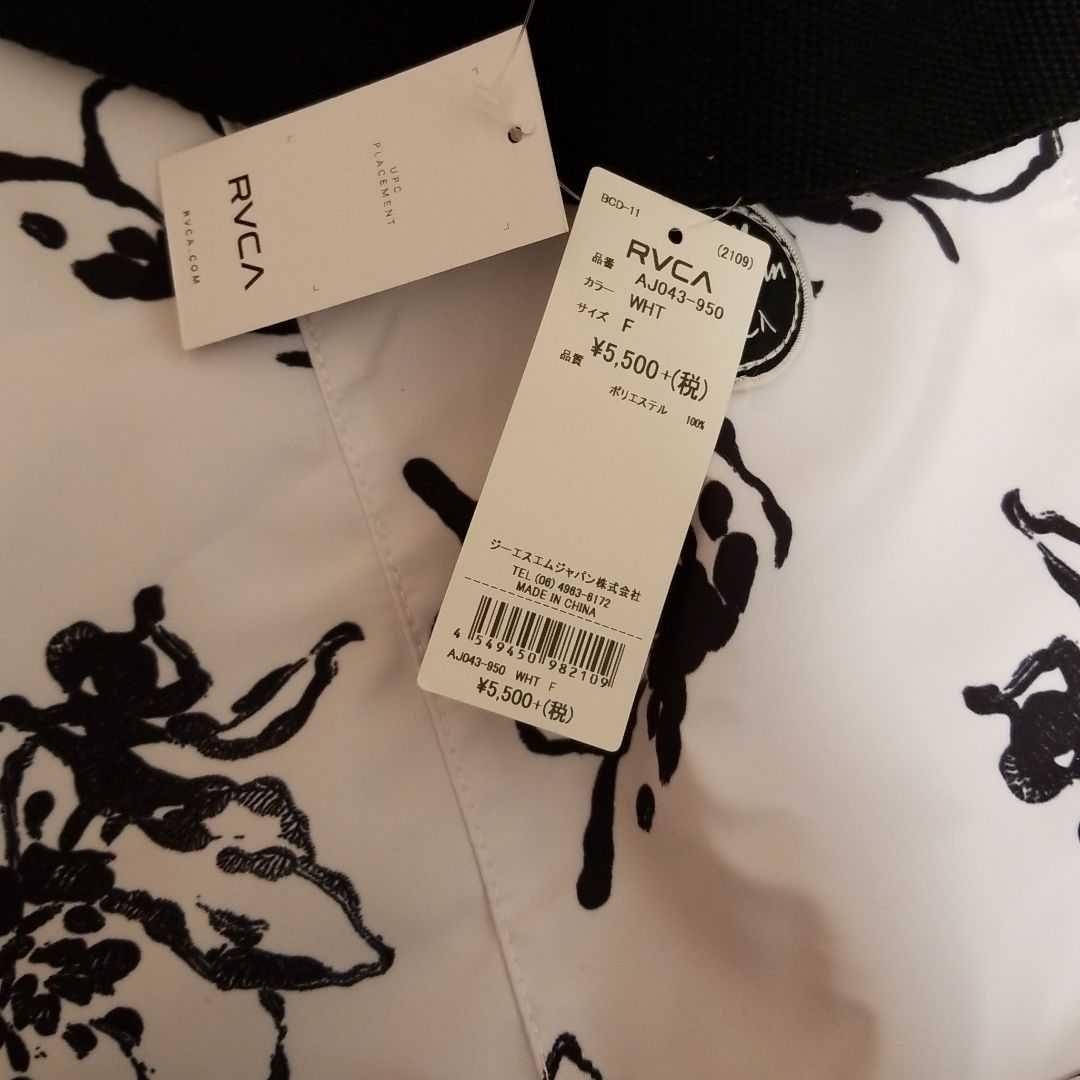 UPC
PLACEMENT
RVCA
RVCA.COM
BCD-11
(2109)
RVCA
品番 AJ043-950
カラー WHT
サイズ F
¥5,500+(税)
品質 ポリエステル 100%
ジーエスエムジャパン株式会社
TEL (06) 4963-6172
MADE IN CHINA
4 549450 982109
AJ043-950 WHT F
¥5,500+(税)